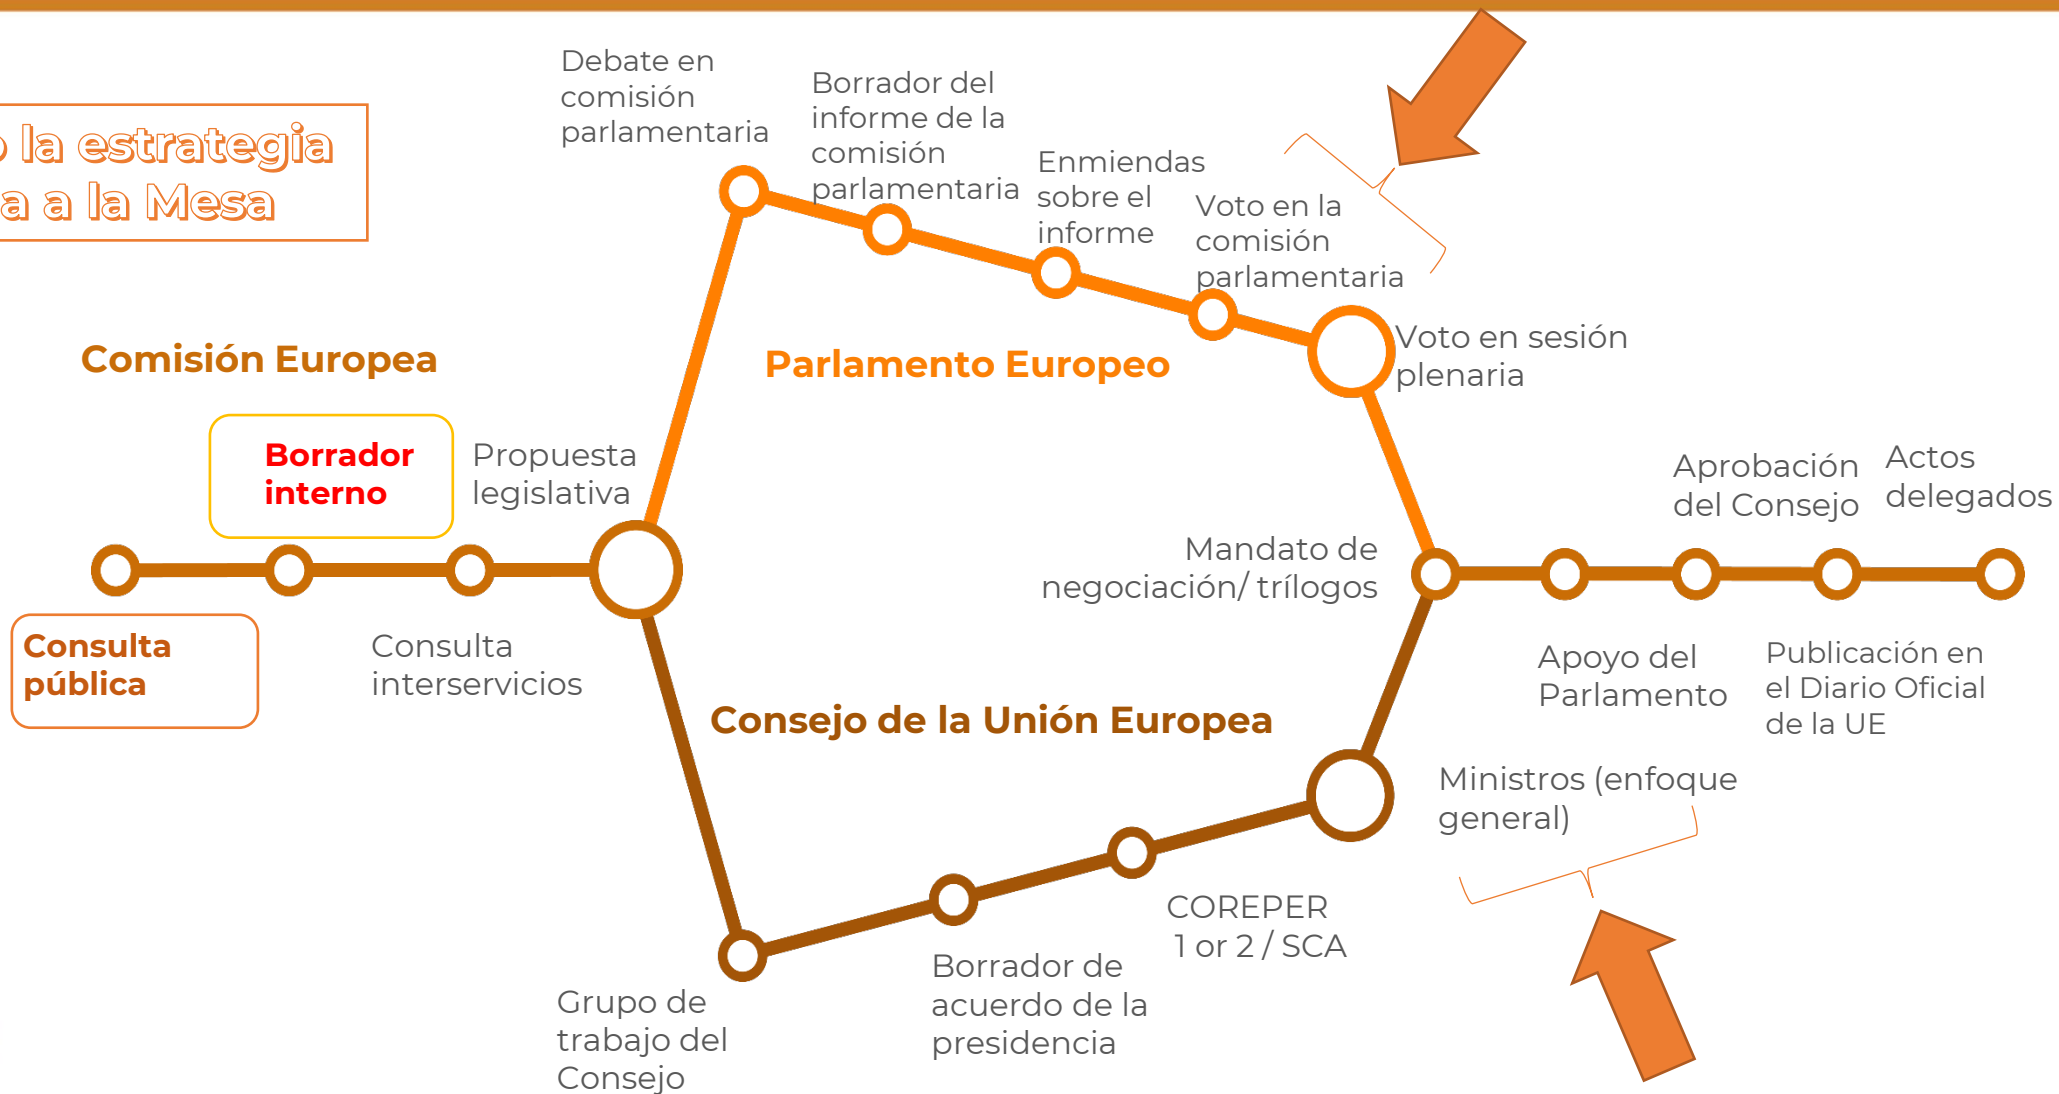 o la estrategia
a a la Mesa
Debate en
comisión
parlamentaria
Borrador del
informe de la
comisión
parlamentaria
Enmiendas
sobre el
informe
Voto en la
comisión
parlamentaria
Voto en sesión
plenaria
Comisión Europea
Parlamento Europeo
Borrador
interno
Propuesta
legislativa
Consulta
pública
Consulta
interservicios
Mandato de
negociación/ trílogos
Aprobación
del Consejo
Actos
delegados
Apoyo del
Parlamento
Publicación en
el Diario Oficial
de la UE
Consejo de la Unión Europea
Ministros (enfoque
general)
COREPER
1 or 2 / SCA
Borrador de
acuerdo de la
presidencia
Grupo de
trabajo del
Consejo